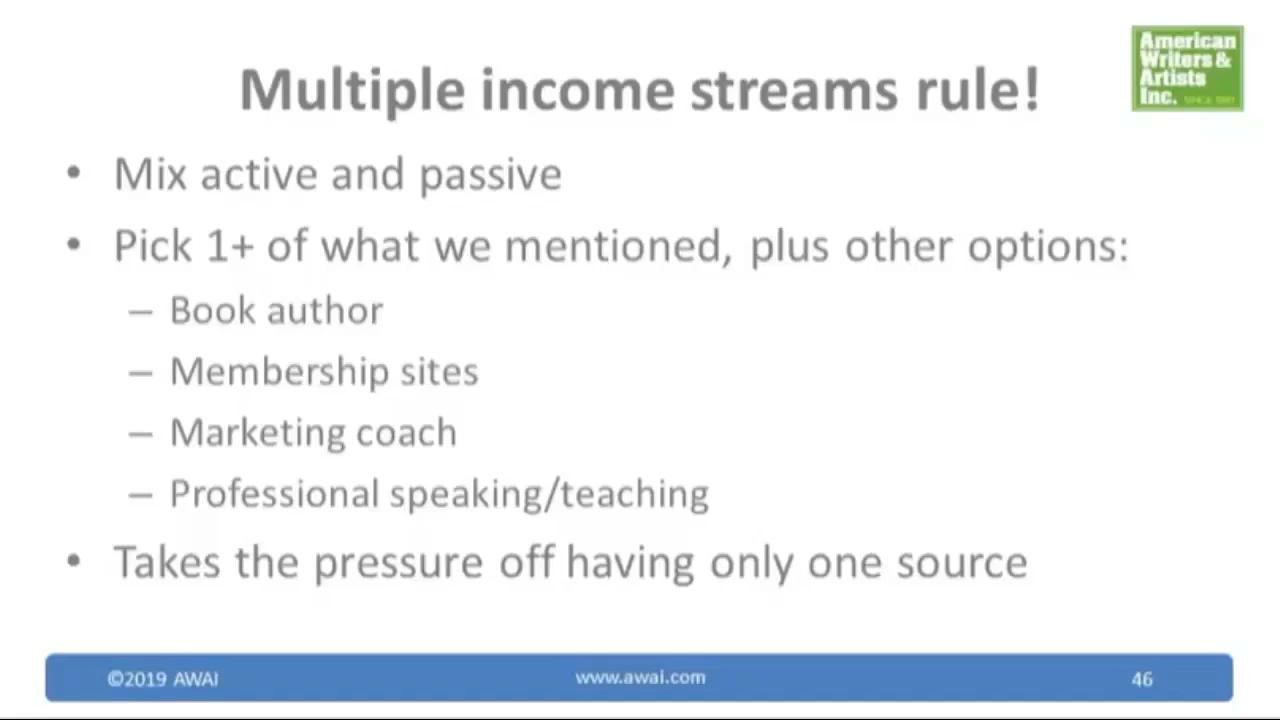 Multiple income streams rule!
American
Writers &
Artists
Inc. SINCE 1997
• Mix active and passive
• Pick 1+ of what we mentioned, plus other options:
– Book author
– Membership sites
– Marketing coach
– Professional speaking/teaching
• Takes the pressure off having only one source
©2019 AWAI
www.awai.com
46